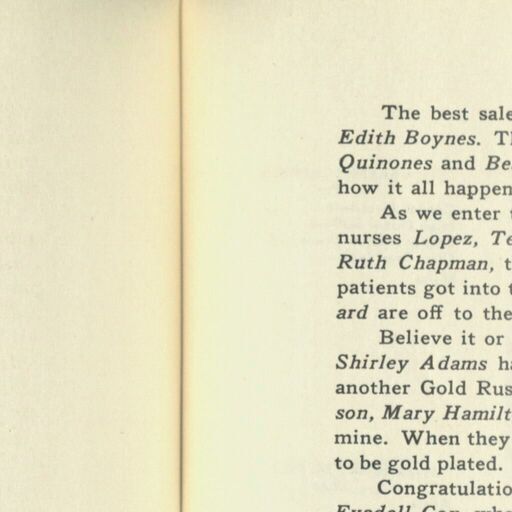 The best sale
Edith Boynes. Th
Quinones and Be
how it all happen
As we enter t
nurses Lopez, Te
Ruth Chapman, t
patients got into t
ard are off to the
Believe it or
Shirley Adams ha
another Gold Rus
son, Mary Hamilt
mine. When they
to be gold plated.
Congratulatio